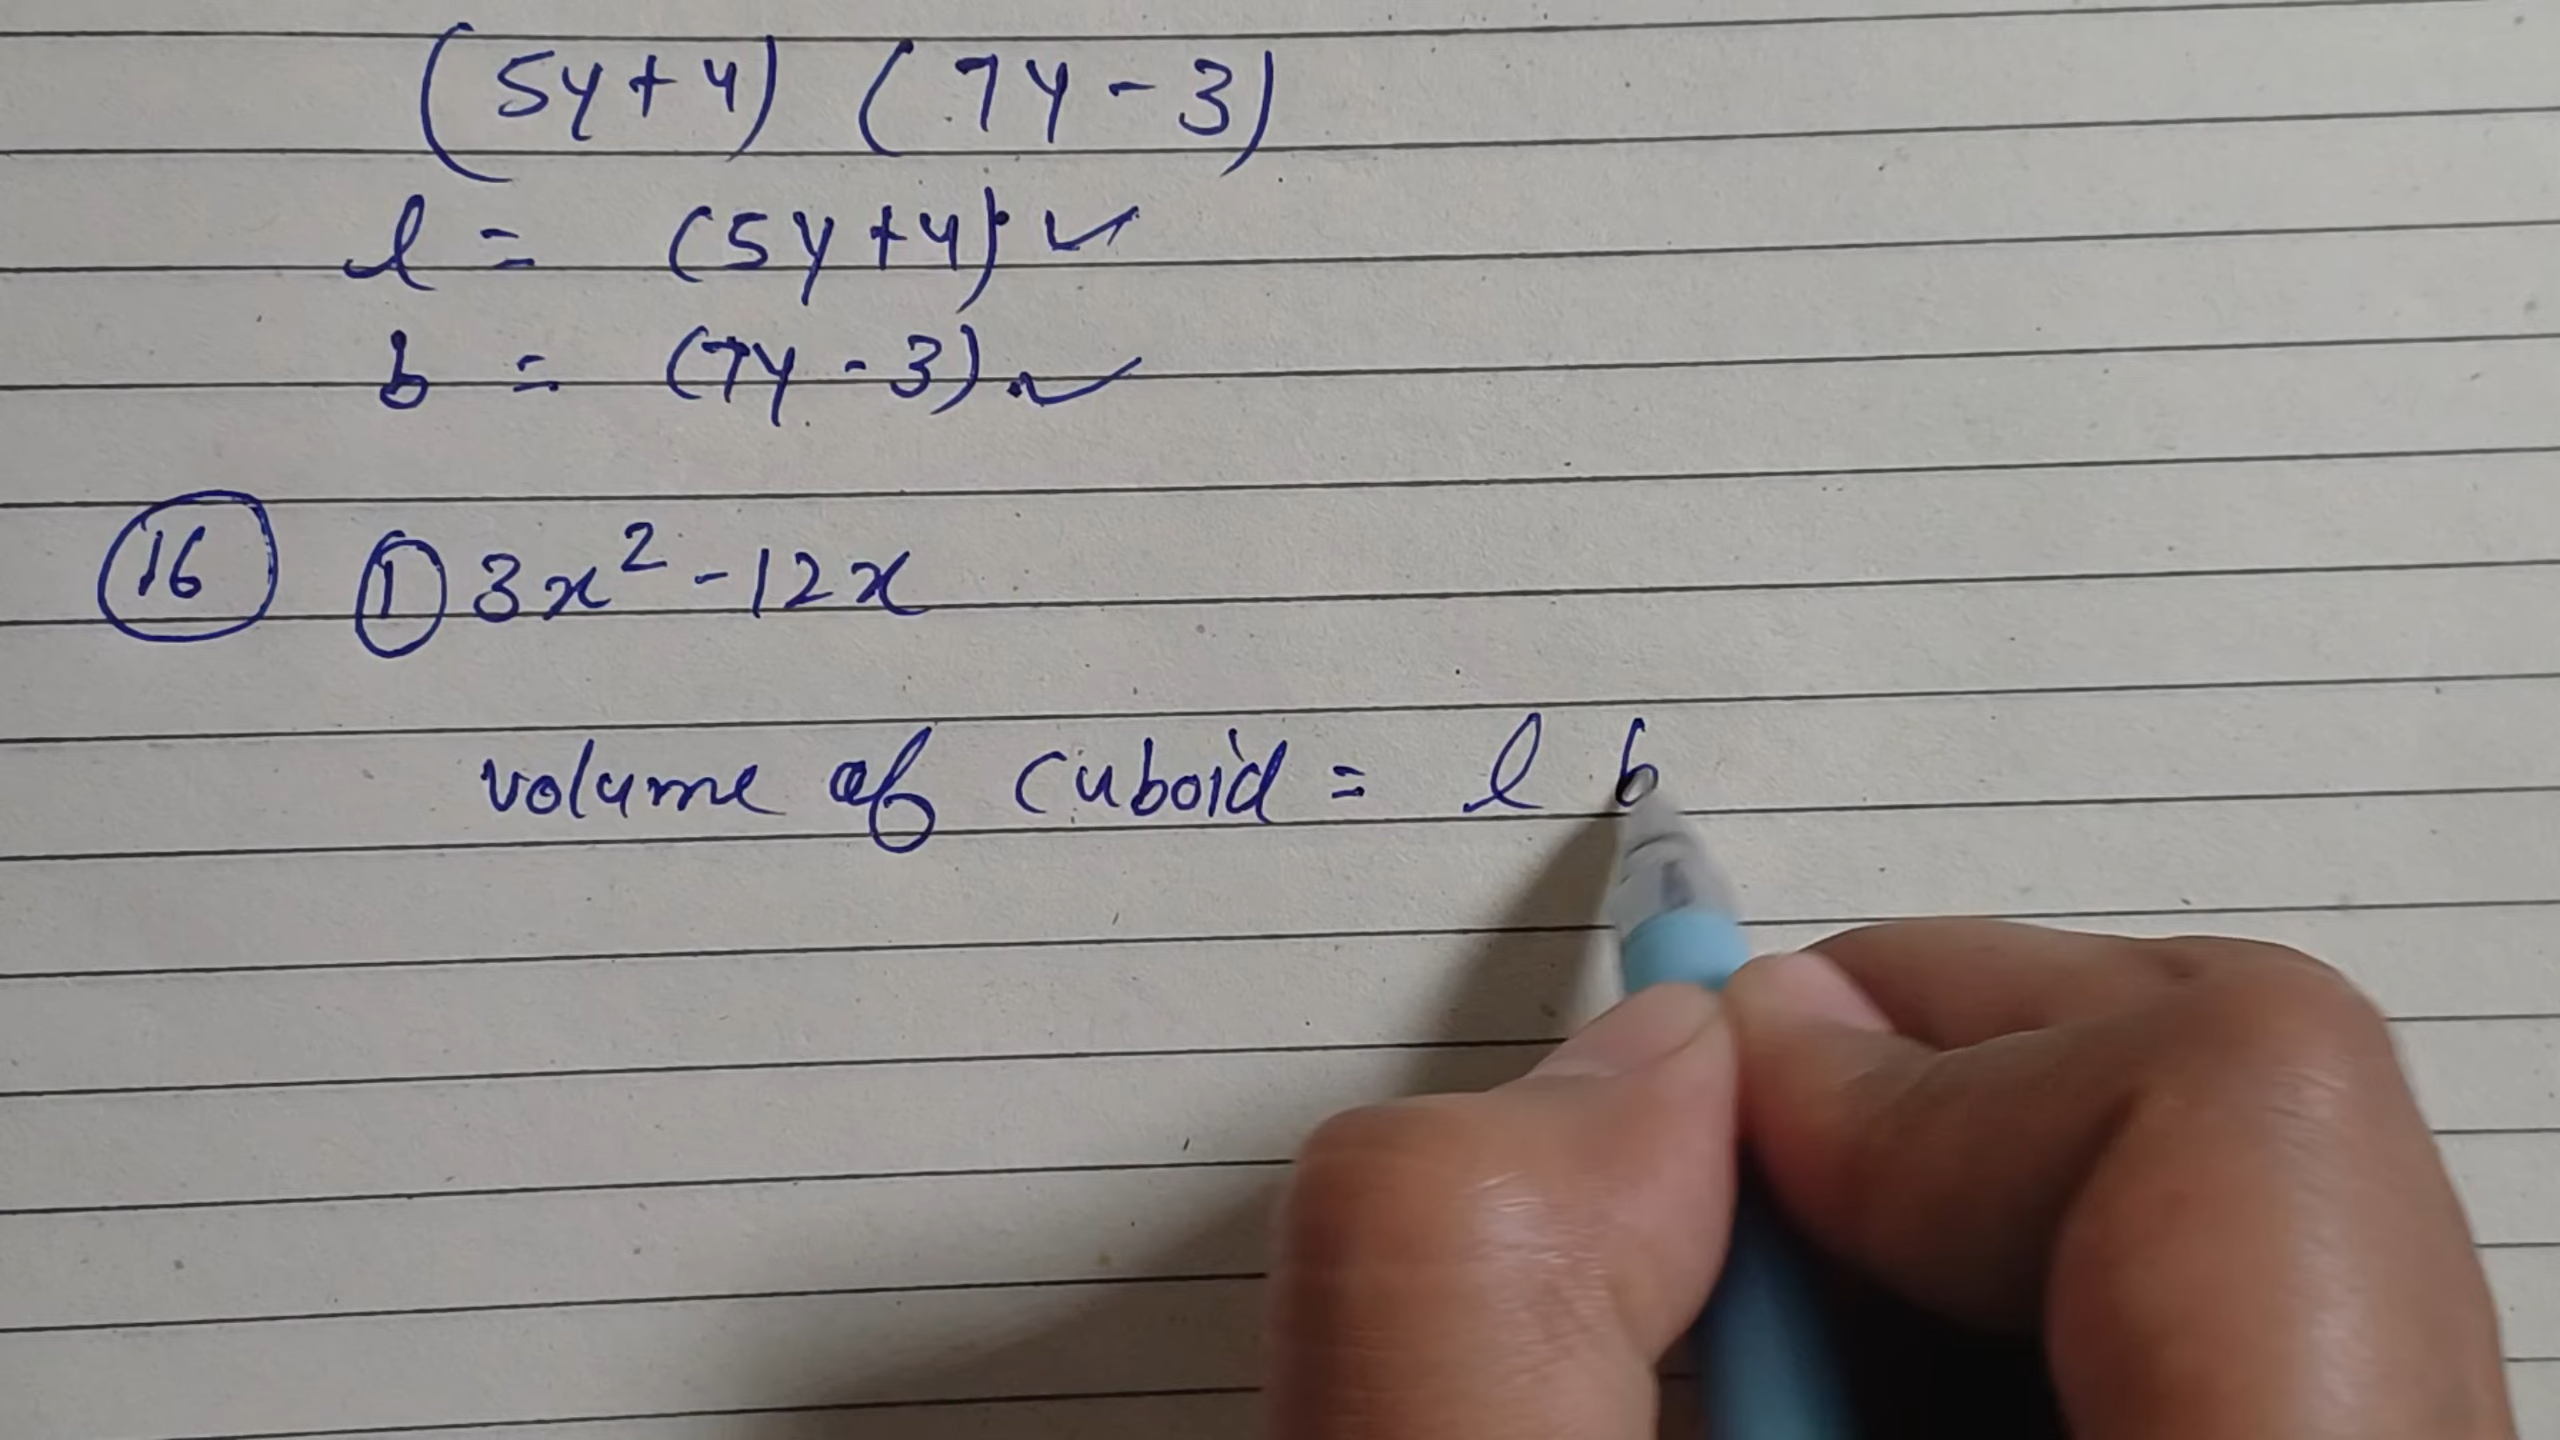 (5y+4) (7y-3)
l = (5y+4) ✓
b = (7y-3) ✓
16 1 3x² - 12x
volume of cuboid = l b